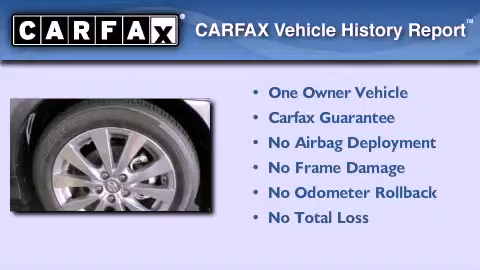 CARFAX® CARFAX Vehicle History Report™
• One Owner Vehicle
• Carfax Guarantee
• No Airbag Deployment
• No Frame Damage
• No Odometer Rollback
• No Total Loss